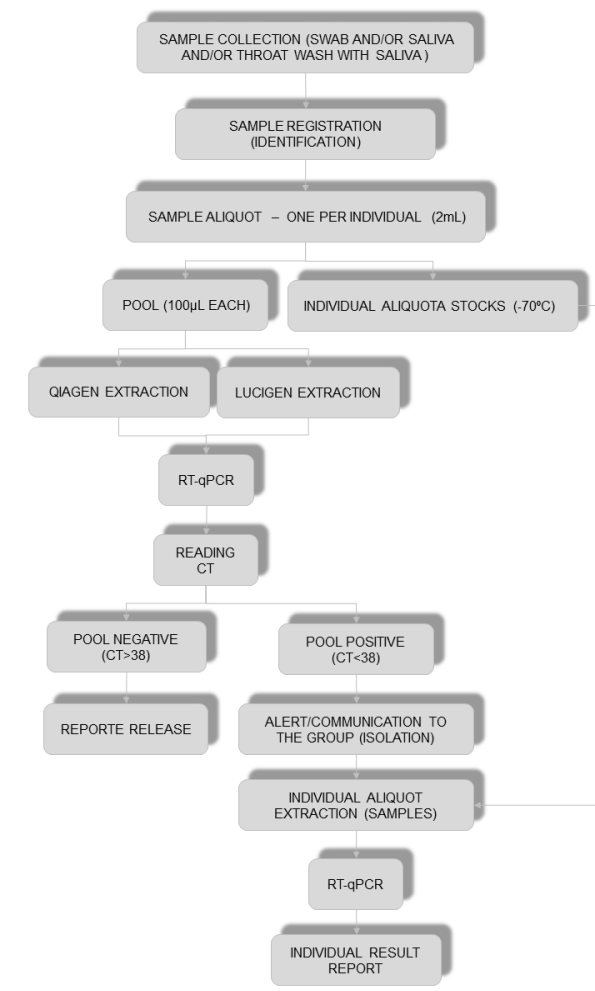 SAMPLE COLLECTION (SWAB AND/OR SALIVA
AND/OR THROAT WASH WITH SALIVA)
SAMPLE REGISTRATION
(IDENTIFICATION)
SAMPLE ALIQUOT – ONE PER INDIVIDUAL (2mL)
POOL (100µL EACH)
INDIVIDUAL ALIQUOTA STOCKS (-70ºC)
QIAGEN EXTRACTION
LUCIGEN EXTRACTION
RT-qPCR
READING
CT
POOL NEGATIVE
(CT>38)
POOL POSITIVE
(CT<38)
REPORTE RELEASE
ALERT/COMMUNICATION TO
THE GROUP (ISOLATION)
INDIVIDUAL ALIQUOT
EXTRACTION (SAMPLES)
RT-qPCR
INDIVIDUAL RESULT
REPORT